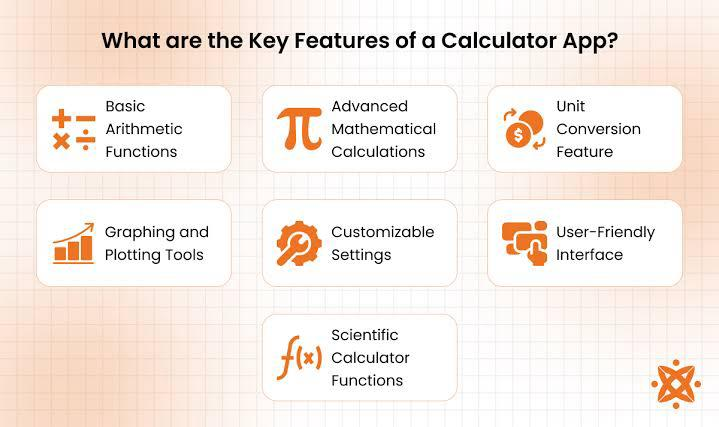 What are the Key Features of a Calculator App?
Basic
Arithmetic
Functions
Advanced
Mathematical
Calculations
Unit
Conversion
Feature
Graphing and
Plotting Tools
Customizable
Settings
User-Friendly
Interface
Scientific
Calculator
Functions